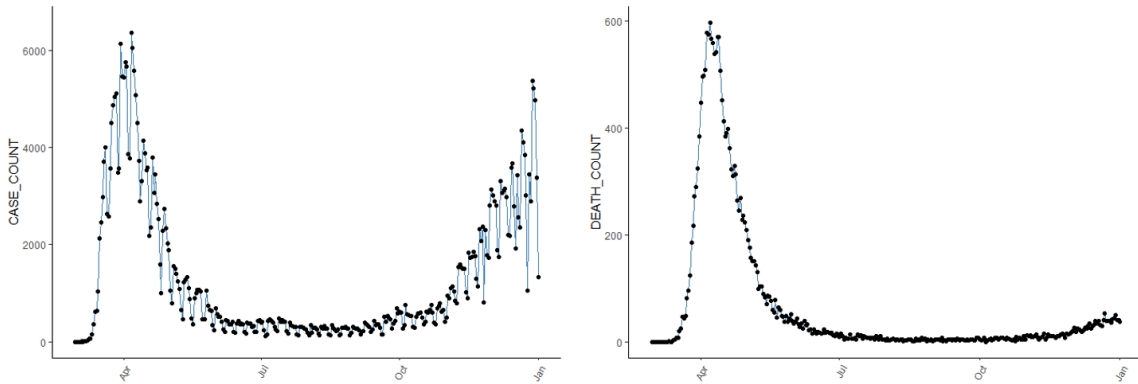 CASE_COUNT
6000
4000
2000
0
Apr
Jul
Oct
Jan
DEATH_COUNT
600
400
200
0
Apr
Jul
Oct
Jan